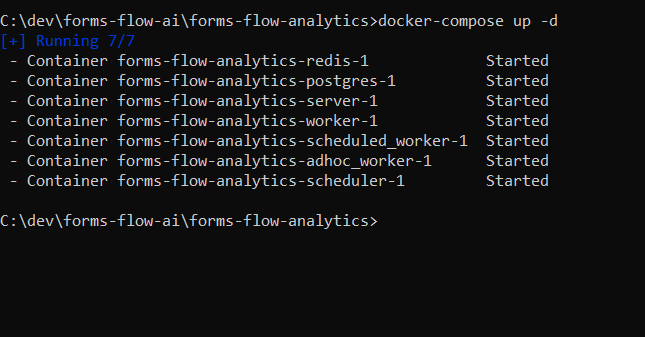 C:\dev\forms-flow-ai\forms-flow-analytics>docker-compose up -d
[+] Running 7/7
 - Container forms-flow-analytics-redis-1             Started
 - Container forms-flow-analytics-postgres-1          Started
 - Container forms-flow-analytics-server-1            Started
 - Container forms-flow-analytics-worker-1            Started
 - Container forms-flow-analytics-scheduled_worker-1  Started
 - Container forms-flow-analytics-adhoc_worker-1      Started
 - Container forms-flow-analytics-scheduler-1         Started
C:\dev\forms-flow-ai\forms-flow-analytics>